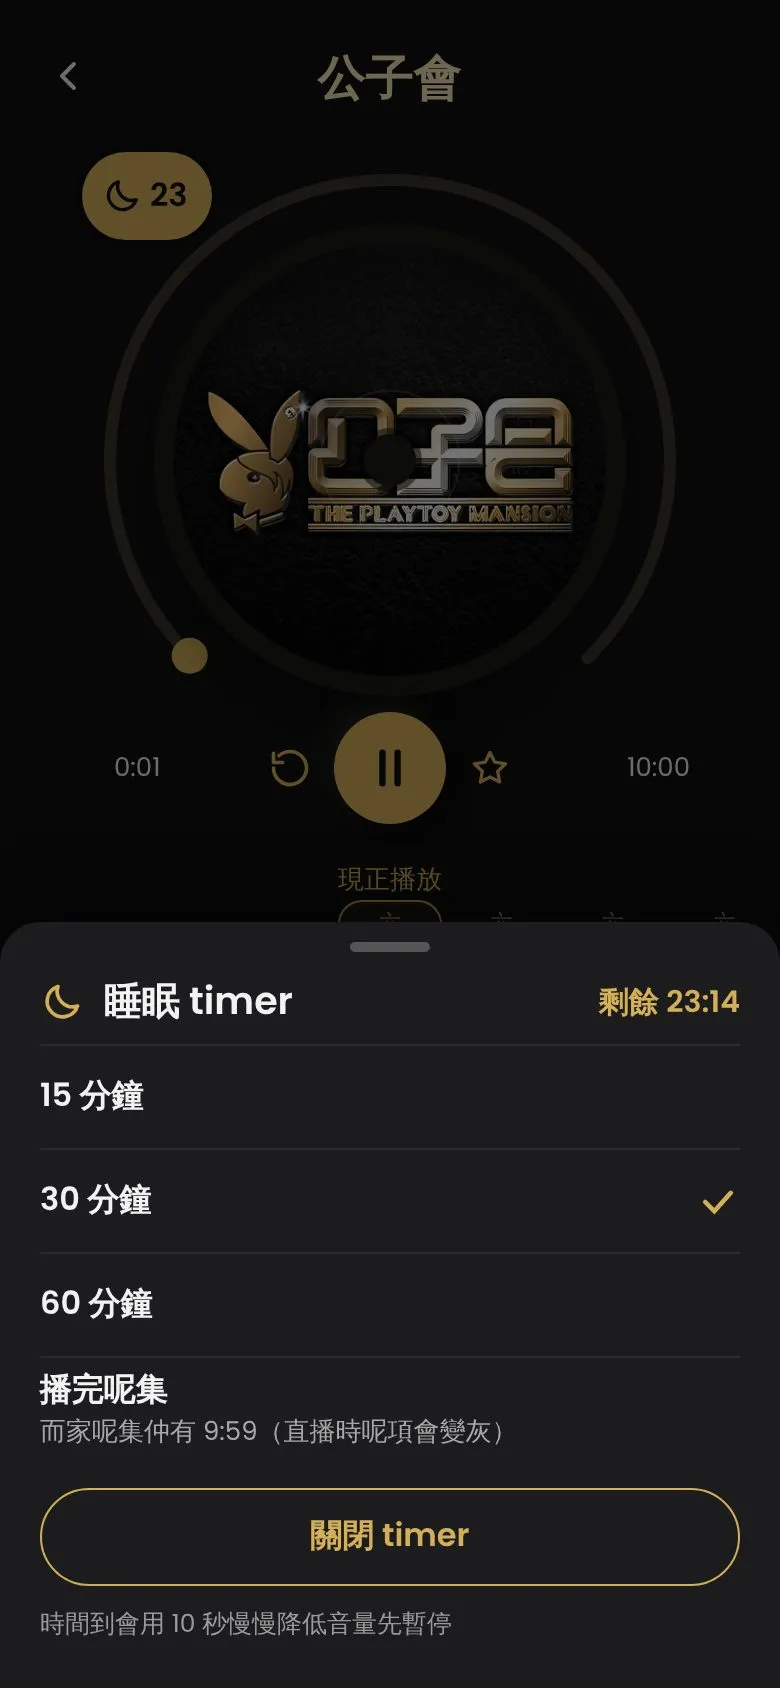 公子會
23
THE PLAYTOY MANSION
0:01
10:00
現正播放
睡眠 timer
剩餘 23:14
15 分鐘
30 分鐘
60 分鐘
播完呢集
而家呢集仲有 9:59（直播時呢項會變灰）
關閉 timer
時間到會用 10 秒慢慢降低音量先暫停